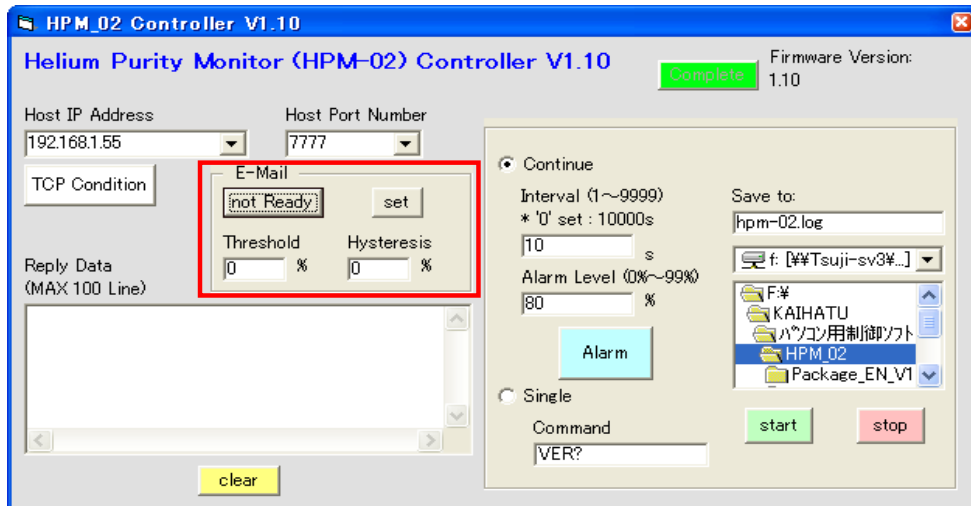 HPM_02 Controller V1.10
Helium Purity Monitor (HPM-02) Controller V1.10
Complete
Firmware Version:
1.10
Host IP Address
Host Port Number
192.168.1.55
7777
TCP Condition
E-Mail
not Ready
set
Threshold
Hysteresis
0 %
0 %
Reply Data
(MAX 100 Line)
clear
Continue
Interval (1~9999)
* '0' set : 10000s
10 s
Alarm Level (0%~99%)
80 %
Alarm
Single
Command
VER?
Save to:
hpm-02.log
f: [¥¥Tsuji-sv3¥...]
F:¥
KAIHATU
パソコン用制御ソフト
HPM_02
Package_EN_V1
start
stop